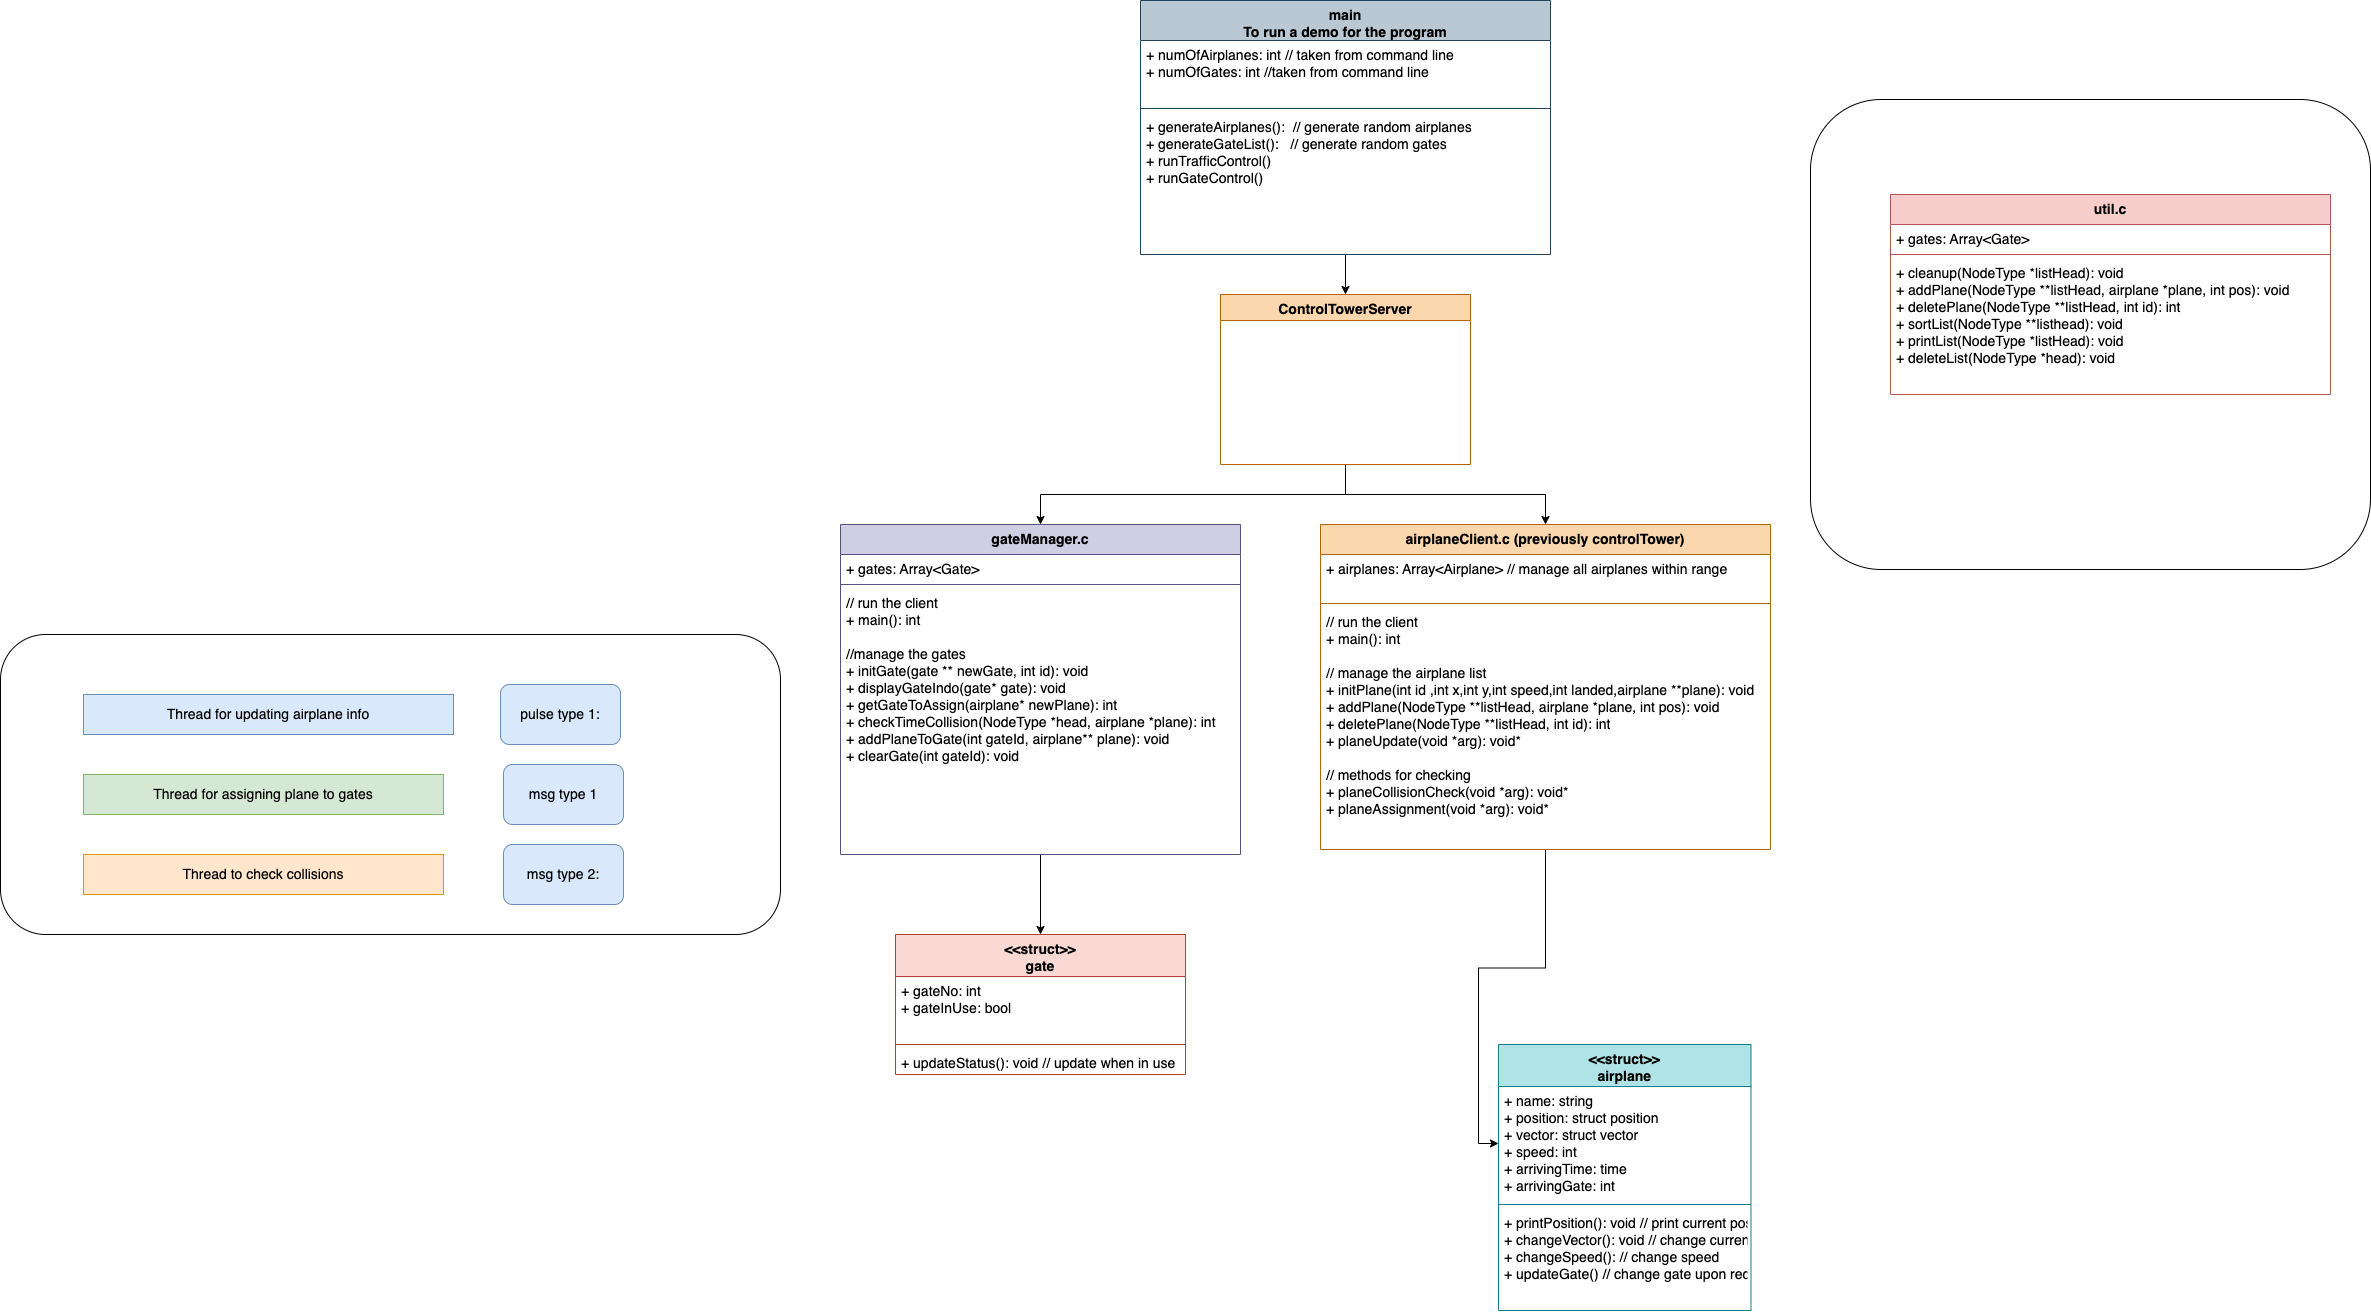 main
To run a demo for the program
+ numOfAirplanes: int // taken from command line
+ numOfGates: int //taken from command line
+ generateAirplanes():  // generate random airplanes
+ generateGateList():   // generate random gates
+ runTrafficControl()
+ runGateControl()
ControlTowerServer
util.c
+ gates: Array<Gate>
+ cleanup(NodeType *listHead): void
+ addPlane(NodeType **listHead, airplane *plane, int pos): void
+ deletePlane(NodeType **listHead, int id): int
+ sortList(NodeType **listhead): void
+ printList(NodeType *listHead): void
+ deleteList(NodeType *head): void
gateManager.c
+ gates: Array<Gate>
// run the client
+ main(): int
//manage the gates
+ initGate(gate ** newGate, int id): void
+ displayGateIndo(gate* gate): void
+ getGateToAssign(airplane* newPlane): int
+ checkTimeCollision(NodeType *head, airplane *plane): int
+ addPlaneToGate(int gateId, airplane** plane): void
+ clearGate(int gateId): void
airplaneClient.c (previously controlTower)
+ airplanes: Array<Airplane> // manage all airplanes within range
// run the client
+ main(): int
// manage the airplane list
+ initPlane(int id ,int x,int y,int speed,int landed,airplane **plane): void
+ addPlane(NodeType **listHead, airplane *plane, int pos): void
+ deletePlane(NodeType **listHead, int id): int
+ planeUpdate(void *arg): void*
// methods for checking
+ planeCollisionCheck(void *arg): void*
+ planeAssignment(void *arg): void*
Thread for updating airplane info
pulse type 1:
Thread for assigning plane to gates
msg type 1
Thread to check collisions
msg type 2:
<<struct>>
gate
+ gateNo: int
+ gateInUse: bool
+ updateStatus(): void // update when in use
<<struct>>
airplane
+ name: string
+ position: struct position
+ vector: struct vector
+ speed: int
+ arrivingTime: time
+ arrivingGate: int
+ printPosition(): void // print current
+ changeVector(): void // change
+ changeSpeed(): // change speed
+ updateGate() // change gate upon